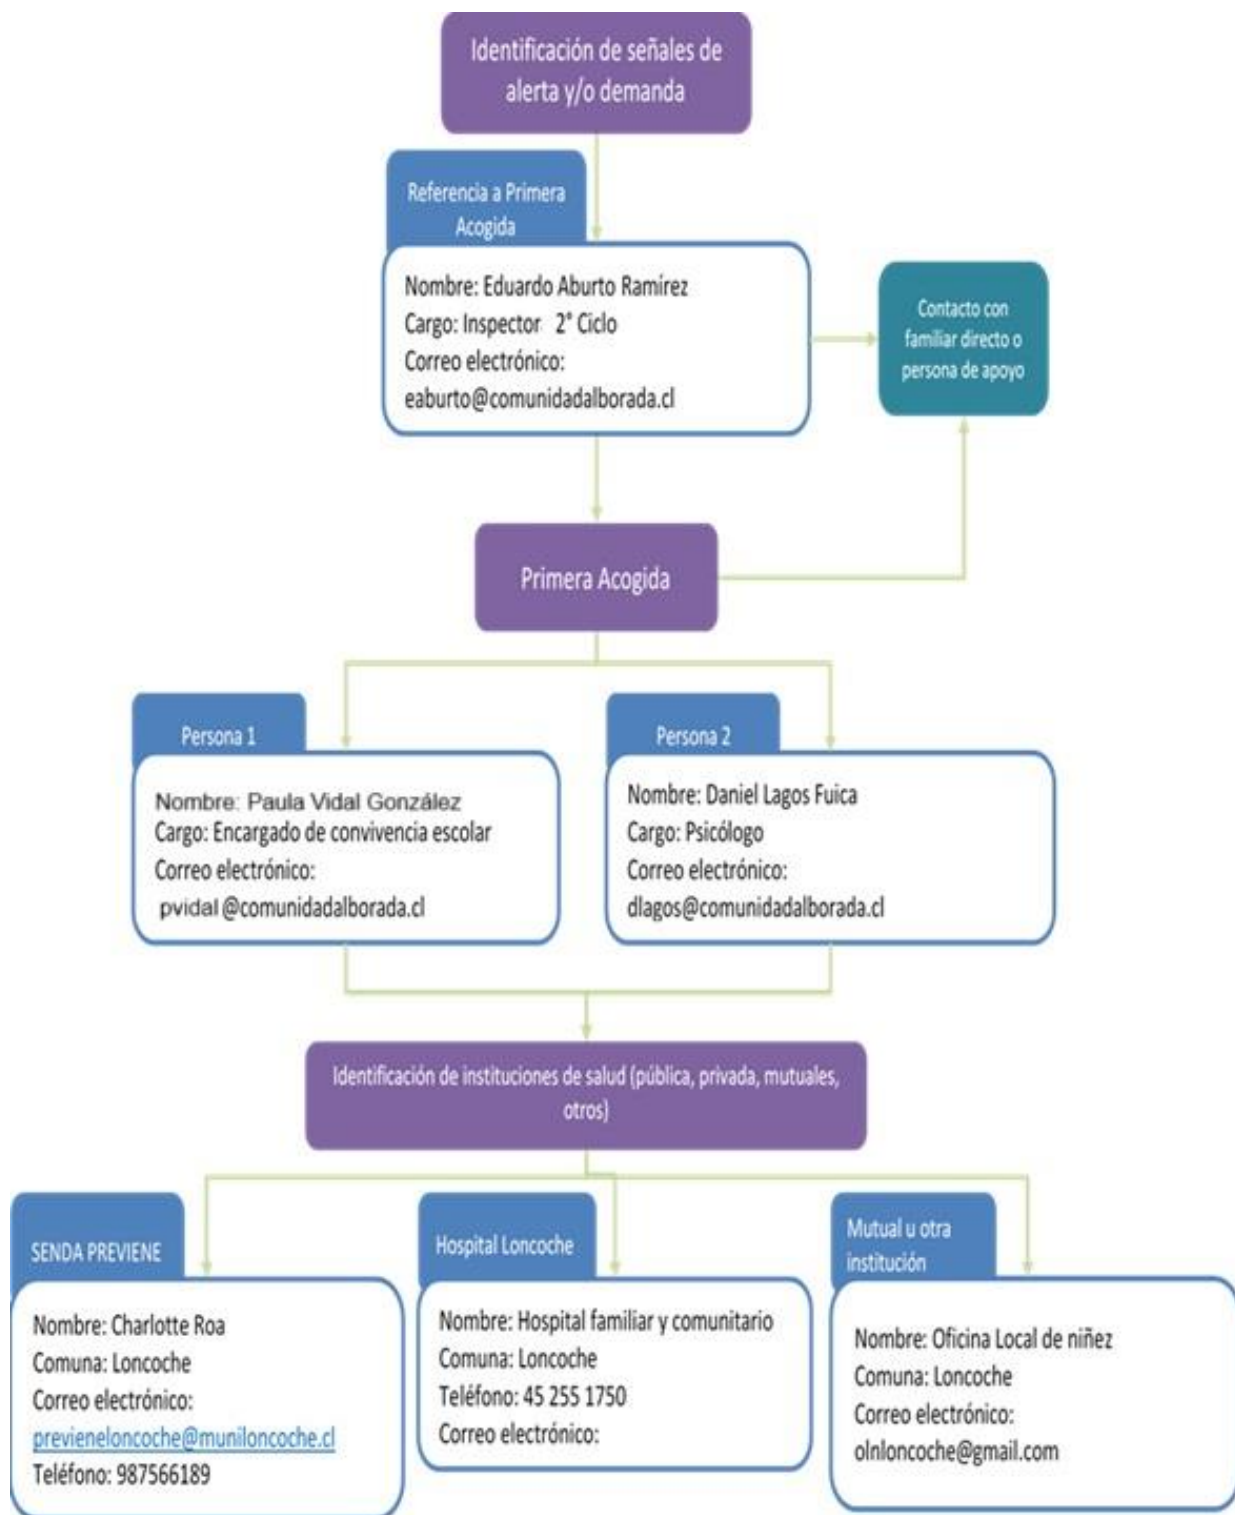 Identificación de señales de
alerta y/o demanda
Referencia a Primera
Acogida
Nombre: Eduardo Aburto Ramírez
Cargo: Inspector 2° Ciclo
Correo electrónico:
eaburto@comunidadalborada.cl
Contacto con
familiar directo o
persona de apoyo
Primera Acogida
Persona 1
Nombre: Paula Vidal González
Cargo: Encargado de convivencia escolar
Correo electrónico:
pvidal@comunidadalborada.cl
Persona 2
Nombre: Daniel Lagos Fuica
Cargo: Psicólogo
Correo electrónico:
dlagos@comunidadalborada.cl
Identificación de instituciones de salud (pública, privada, mutuales,
otros)
SENDA PREVIENE
Nombre: Charlotte Roa
Comuna: Loncoche
Correo electrónico:
previeneloncoche@muniloncoche.cl
Teléfono: 987566189
Hospital Loncoche
Nombre: Hospital familiar y comunitario
Comuna: Loncoche
Teléfono: 45 255 1750
Correo electrónico:
Mutual u otra
institución
Nombre: Oficina Local de niñez
Comuna: Loncoche
Correo electrónico:
olnloncoche@gmail.com